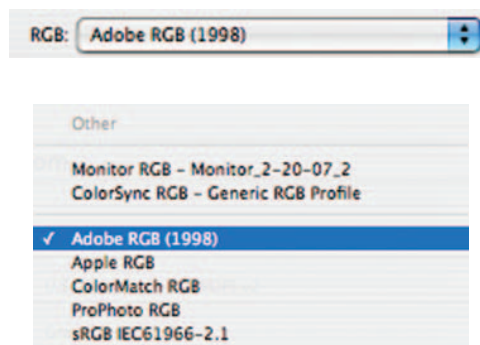 RGB: Adobe RGB (1998)
Other
Monitor RGB – Monitor_2-20-07_2
ColorSync RGB – Generic RGB Profile
✓ Adobe RGB (1998)
Apple RGB
ColorMatch RGB
ProPhoto RGB
sRGB IEC61966-2.1